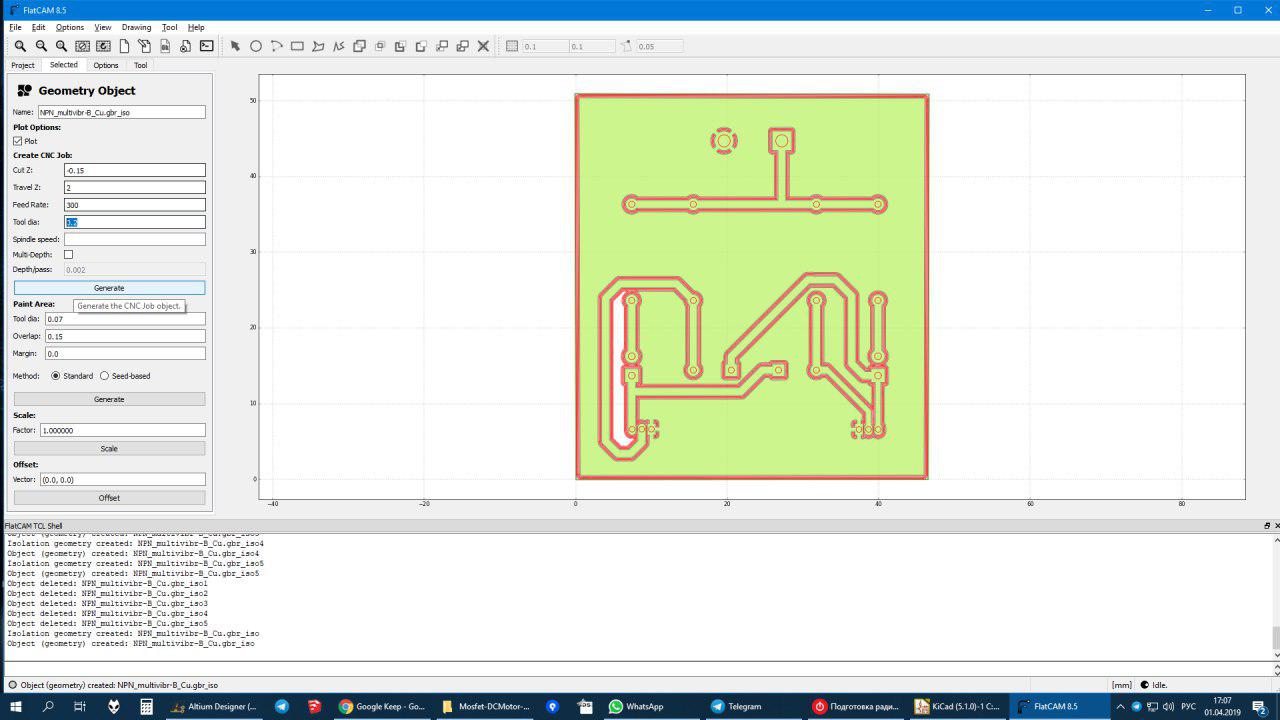 FlatCAM 8.5
File Edit Options View Drawing Tool Help
0.1 0.1 0.05
Project Selected Options Tool
Geometry Object
Name: NPN_multivibr-B_Cu.gbr_iso
Plot Options:
Plot
Create CNC Job:
Cut Z: -0.15
Travel Z: 2
Feed Rate: 300
Tool dia:
Spindle speed:
Multi-Depth:
Depth/pass: 0.002
Generate
Generate the CNC Job object.
Paint Area:
Tool dia: 0.07
Overlap: 0.15
Margin: 0.0
Method: Standard Seed-based
Generate
Scale:
Factor: 1.000000
Scale
Offset:
Vector: (0.0, 0.0)
Offset
50
40
30
20
10
0
−40 −20 0 20 40 60 80
FlatCAM TCL Shell
Isolation geometry created: NPN_multivibr-B_Cu.gbr_iso4
Object (geometry) created: NPN_multivibr-B_Cu.gbr_iso4
Isolation geometry created: NPN_multivibr-B_Cu.gbr_iso5
Object (geometry) created: NPN_multivibr-B_Cu.gbr_iso5
Object deleted: NPN_multivibr-B_Cu.gbr_iso1
Object deleted: NPN_multivibr-B_Cu.gbr_iso2
Object deleted: NPN_multivibr-B_Cu.gbr_iso3
Object deleted: NPN_multivibr-B_Cu.gbr_iso4
Object deleted: NPN_multivibr-B_Cu.gbr_iso5
Isolation geometry created: NPN_multivibr-B_Cu.gbr_iso
Object (geometry) created: NPN_multivibr-B_Cu.gbr_iso
Object (geometry) created: NPN_multivibr-B_Cu.gbr_iso [mm] Idle.
Altium Designer (... Google Keep - Go... Mosfet-DCMotor-... WhatsApp Telegram Подготовка ради... KiCad (5.1.0)-1 C:... FlatCAM 8.5 РУС 17:07
01.04.2019 2